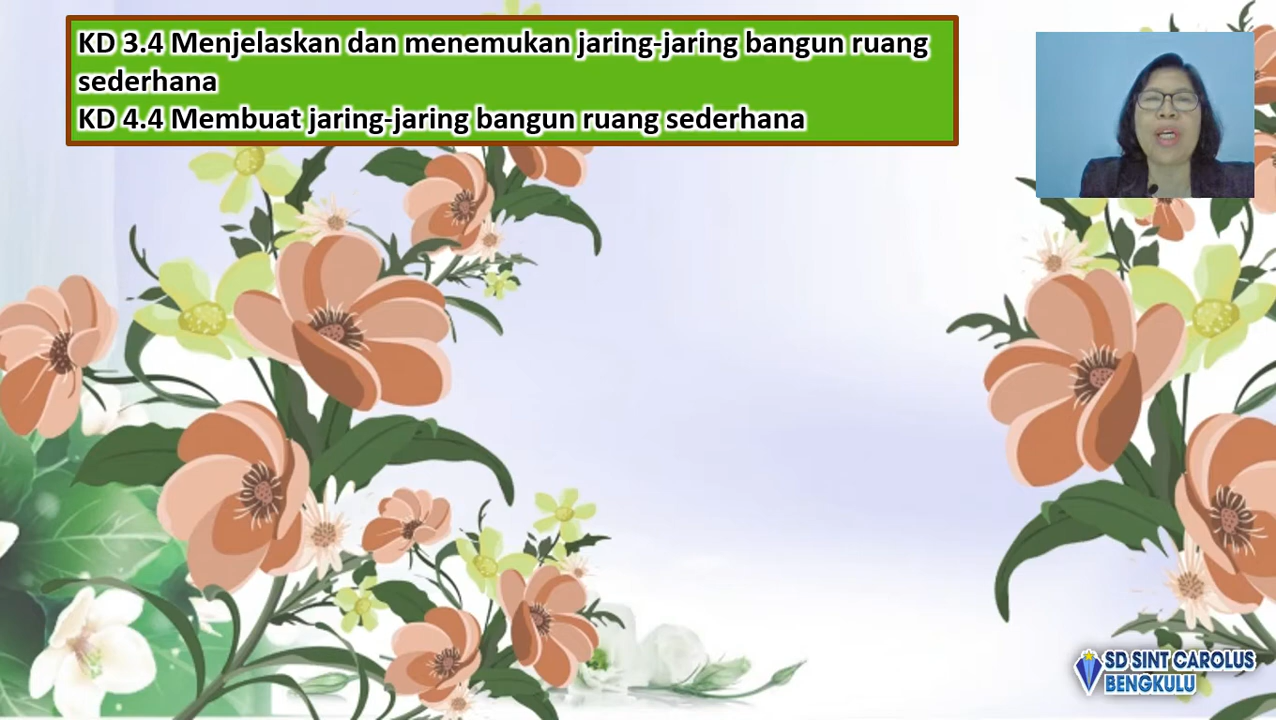 KD 3.4 Menjelaskan dan menemukan jaring-jaring bangun ruang
sederhana
KD 4.4 Membuat jaring-jaring bangun ruang sederhana
SD SINT CAROLUS
BENGKULU